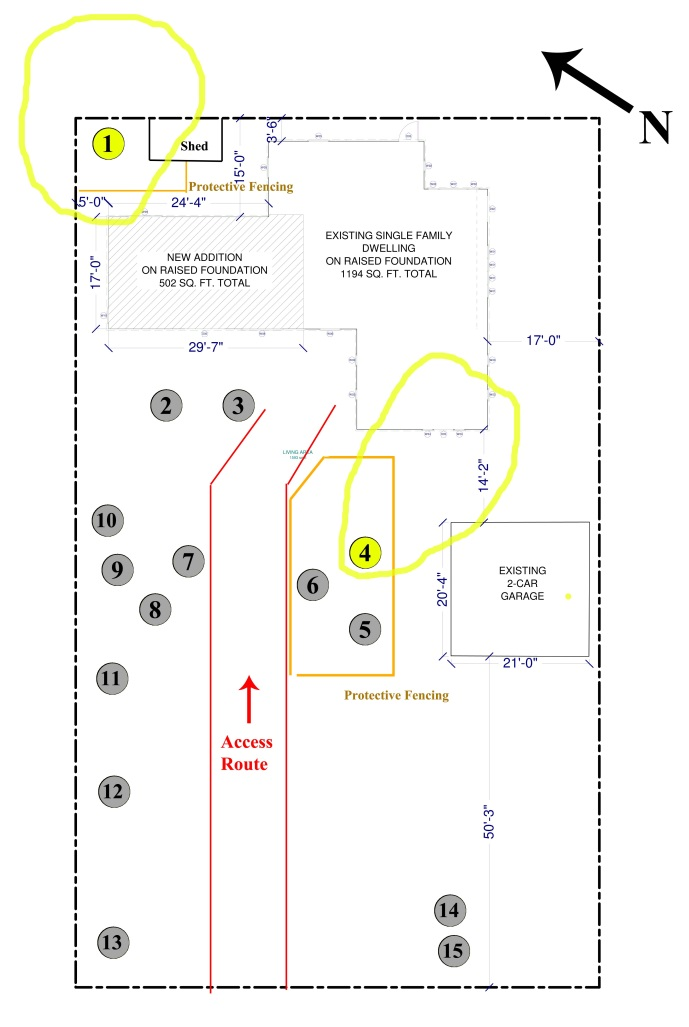 N
1
Shed
3'-6"
15'-0"
Protective Fencing
5'-0"
24'-4"
NEW ADDITION
ON RAISED FOUNDATION
502 SQ. FT. TOTAL
EXISTING SINGLE FAMILY
DWELLING
ON RAISED FOUNDATION
1194 SQ. FT. TOTAL
17'-0"
29'-7"
17'-0"
2
3
LIVING AREA
14'-2"
10
4
7
9
6
8
5
EXISTING
2-CAR
GARAGE
20'-4"
21'-0"
11
Protective Fencing
Access
Route
12
50'-3"
14
13
15